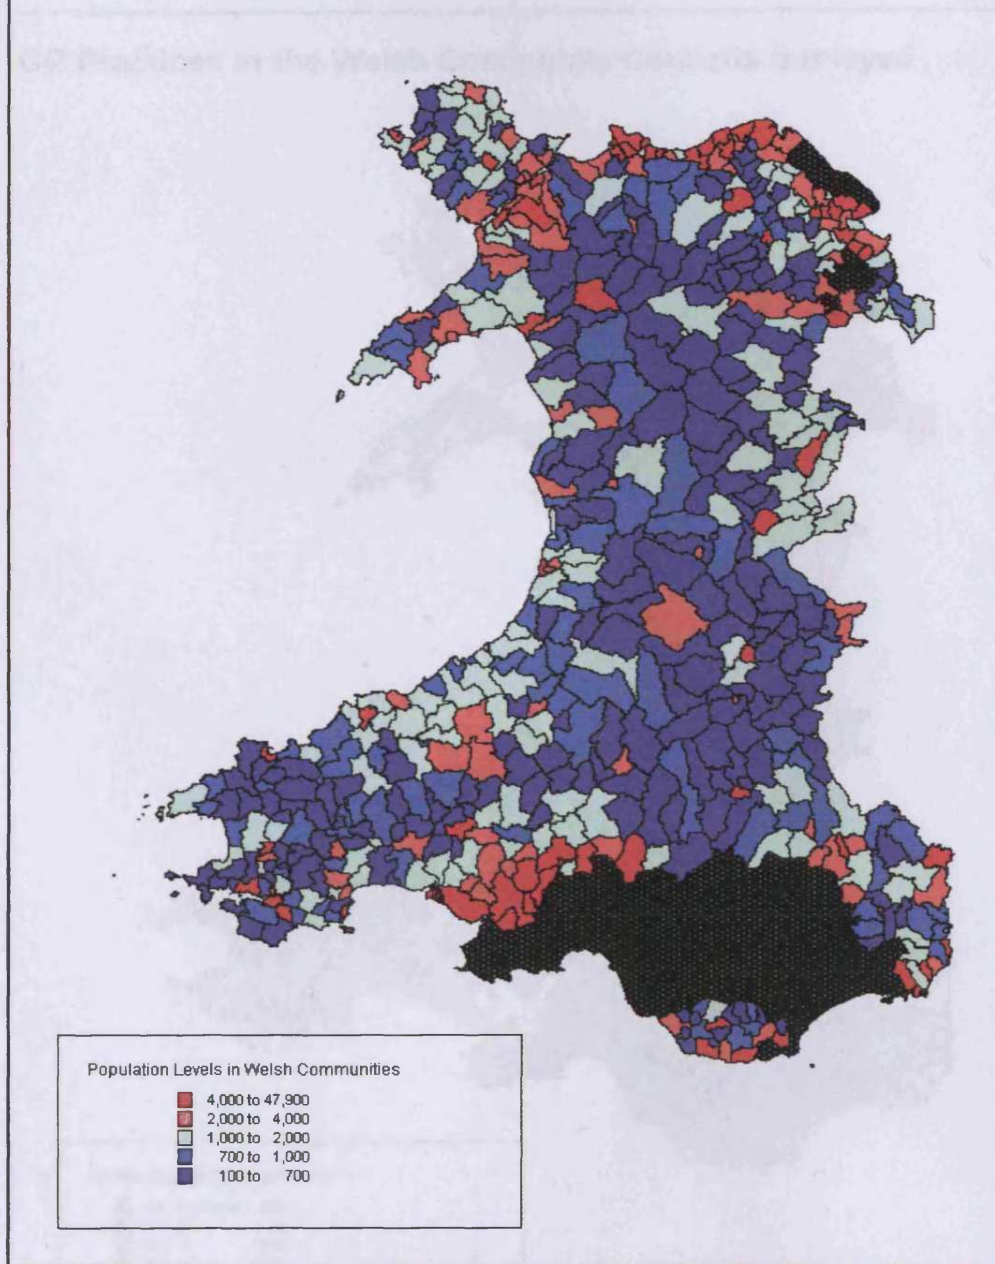 Population Levels in Welsh Communities
4,000 to 47,900
2,000 to 4,000
1,000 to 2,000
700 to 1,000
100 to 700